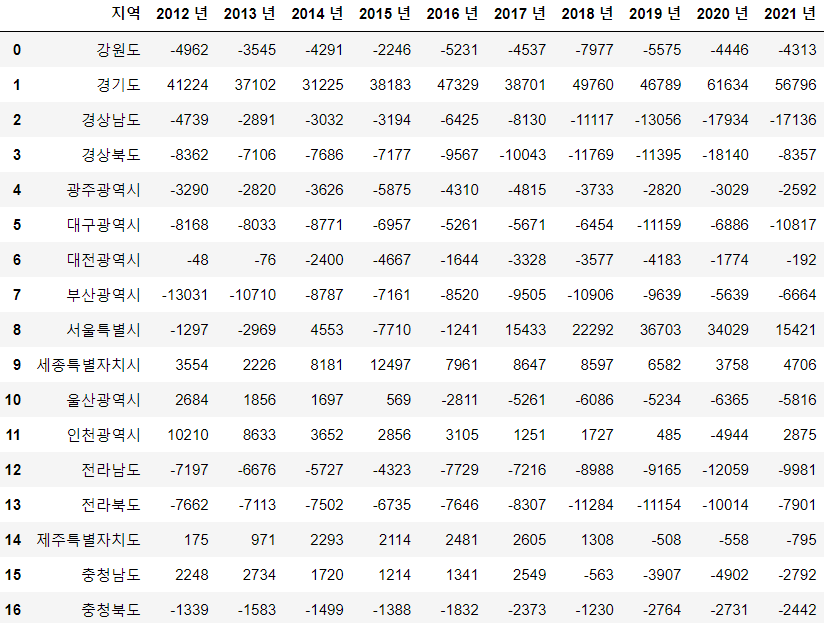 지역 2012 년 2013 년 2014 년 2015 년 2016 년 2017 년 2018 년 2019 년 2020 년 2021 년
0 강원도 -4962 -3545 -4291 -2246 -5231 -4537 -7977 -5575 -4446 -4313
1 경기도 41224 37102 31225 38183 47329 38701 49760 46789 61634 56796
2 경상남도 -4739 -2891 -3032 -3194 -6425 -8130 -11117 -13056 -17934 -17136
3 경상북도 -8362 -7106 -7686 -7177 -9567 -10043 -11769 -11395 -18140 -8357
4 광주광역시 -3290 -2820 -3626 -5875 -4310 -4815 -3733 -2820 -3029 -2592
5 대구광역시 -8168 -8033 -8771 -6957 -5261 -5671 -6454 -11159 -6886 -10817
6 대전광역시 -48 -76 -2400 -4667 -1644 -3328 -3577 -4183 -1774 -192
7 부산광역시 -13031 -10710 -8787 -7161 -8520 -9505 -10906 -9639 -5639 -6664
8 서울특별시 -1297 -2969 4553 -7710 -1241 15433 22292 36703 34029 15421
9 세종특별자치시 3554 2226 8181 12497 7961 8647 8597 6582 3758 4706
10 울산광역시 2684 1856 1697 569 -2811 -5261 -6086 -5234 -6365 -5816
11 인천광역시 10210 8633 3652 2856 3105 1251 1727 485 -4944 2875
12 전라남도 -7197 -6676 -5727 -4323 -7729 -7216 -8988 -9165 -12059 -9981
13 전라북도 -7662 -7113 -7502 -6735 -7646 -8307 -11284 -11154 -10014 -7901
14 제주특별자치도 175 971 2293 2114 2481 2605 1308 -508 -558 -795
15 충청남도 2248 2734 1720 1214 1341 2549 -563 -3907 -4902 -2792
16 충청북도 -1339 -1583 -1499 -1388 -1832 -2373 -1230 -2764 -2731 -2442